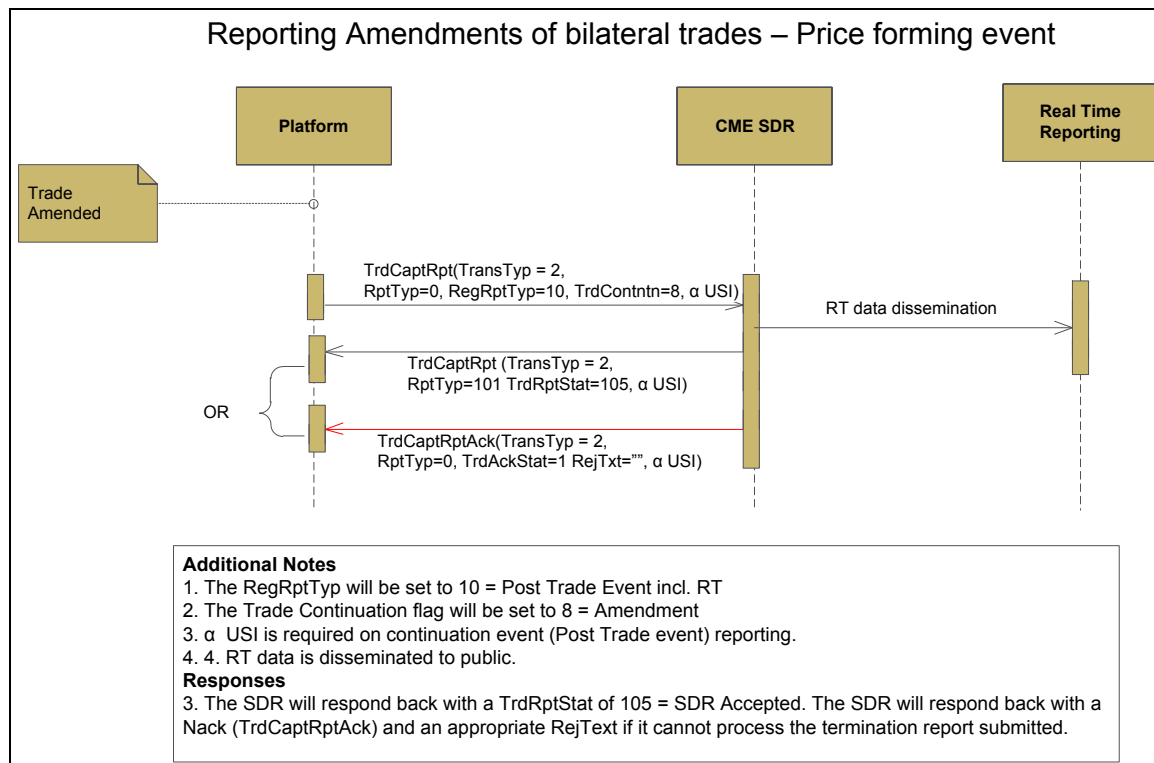 Reporting Amendments of bilateral trades – Price forming event
Platform
CME SDR
Real Time
Reporting
Trade
Amended
TrdCaptRpt(TransTyp = 2,
RptTyp=0, RegRptTyp=10, TrdContntn=8, α USI)
RT data dissemination
TrdCaptRpt (TransTyp = 2,
RptTyp=101 TrdRptStat=105, α USI)
OR
TrdCaptRptAck(TransTyp = 2,
RptTyp=0, TrdAckStat=1 RejTxt=””, α USI)
Additional Notes
1. The RegRptTyp will be set to 10 = Post Trade Event incl. RT
2. The Trade Continuation flag will be set to 8 = Amendment
3. α  USI is required on continuation event (Post Trade event) reporting.
4. 4. RT data is disseminated to public.
Responses
3. The SDR will respond back with a TrdRptStat of 105 = SDR Accepted. The SDR will respond back with a
Nack (TrdCaptRptAck) and an appropriate RejText if it cannot process the termination report submitted.